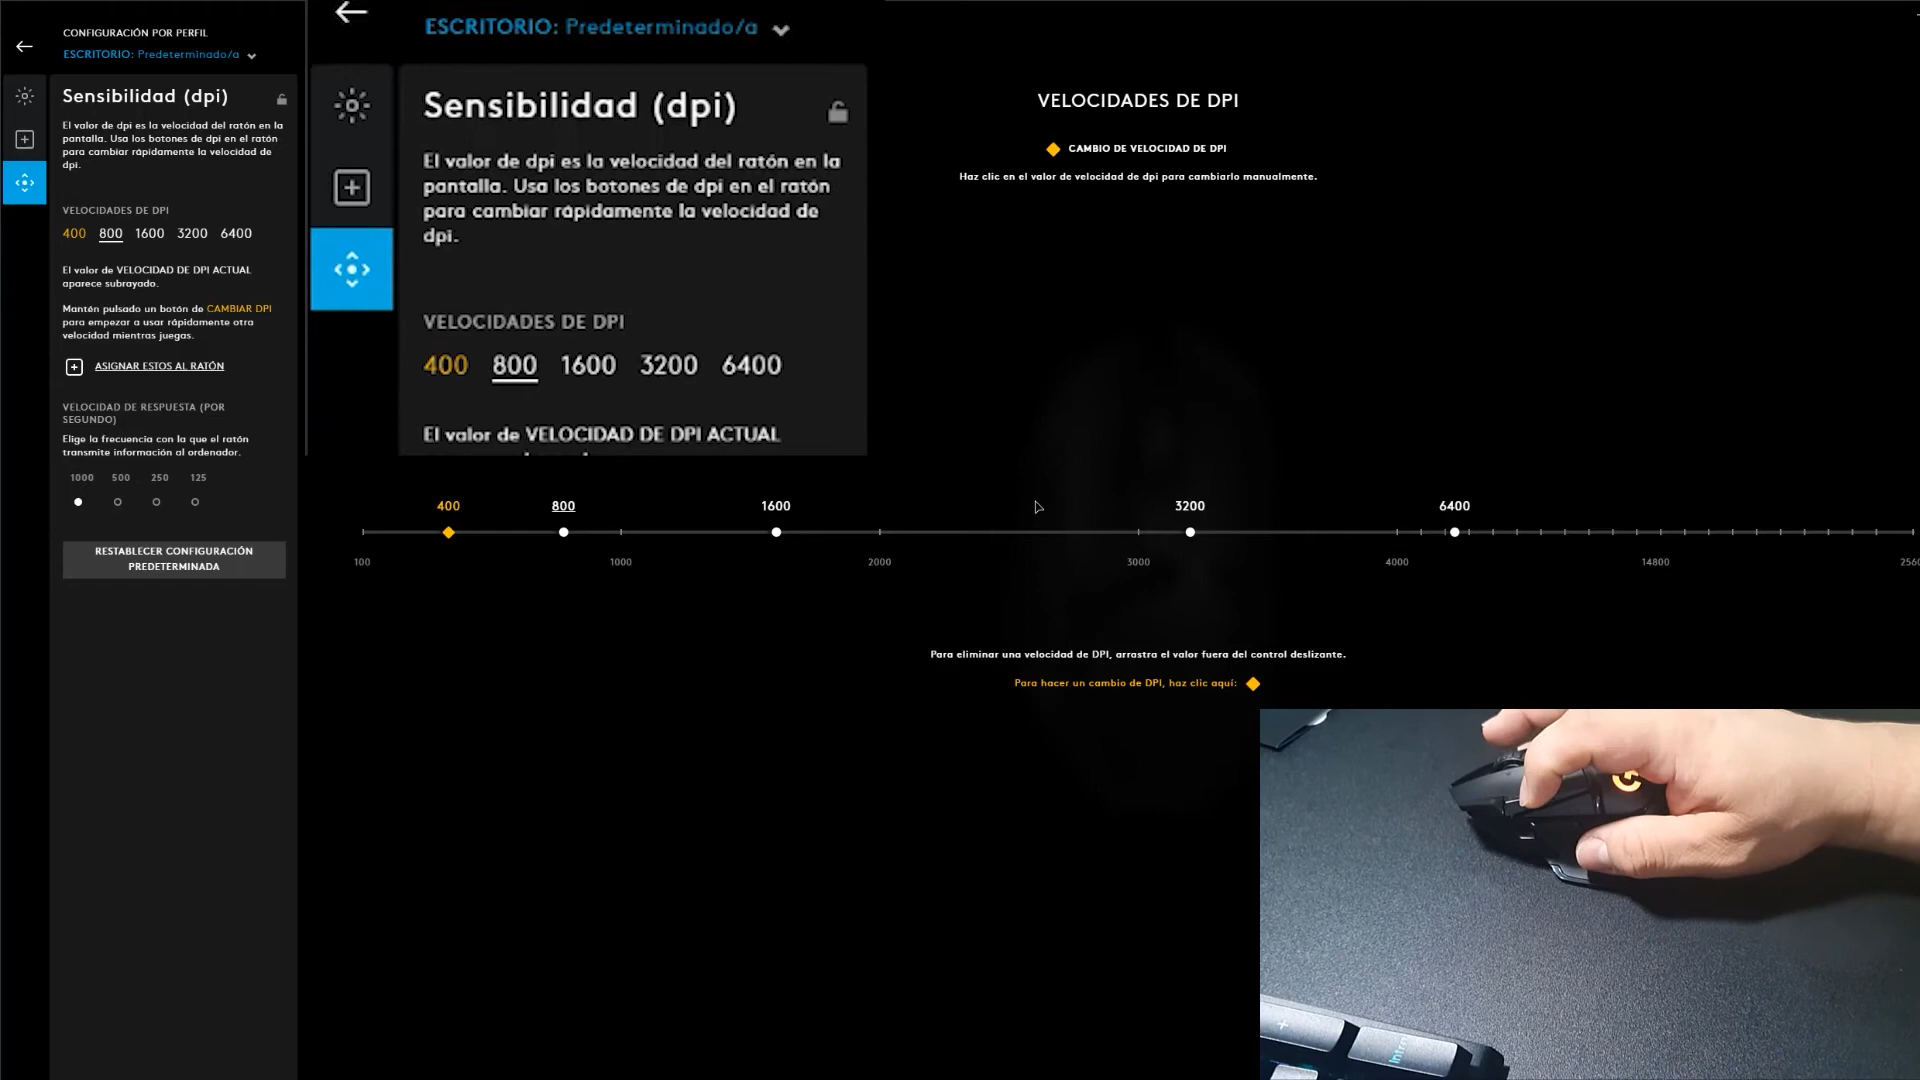 CONFIGURACIÓN POR PERFIL
ESCRITORIO: Predeterminado/a
Sensibilidad (dpi)
El valor de dpi es la velocidad del ratón en la
pantalla. Usa los botones de dpi en el ratón
para cambiar rápidamente la velocidad de
dpi.
VELOCIDADES DE DPI
400 800 1600 3200 6400
El valor de VELOCIDAD DE DPI ACTUAL
aparece subrayado.
Mantén pulsado un botón de CAMBIAR DPI
para empezar a usar rápidamente otra
velocidad mientras juegas.
ASIGNAR ESTOS AL RATÓN
VELOCIDAD DE RESPUESTA (POR
SEGUNDO)
Elige la frecuencia con la que el ratón
transmite información al ordenador.
1000 500 250 125
RESTABLECER CONFIGURACIÓN
PREDETERMINADA
ESCRITORIO: Predeterminado/a
Sensibilidad (dpi)
El valor de dpi es la velocidad del ratón en la
pantalla. Usa los botones de dpi en el ratón
para cambiar rápidamente la velocidad de
dpi.
VELOCIDADES DE DPI
400 800 1600 3200 6400
El valor de VELOCIDAD DE DPI ACTUAL
VELOCIDADES DE DPI
CAMBIO DE VELOCIDAD DE DPI
Haz clic en el valor de velocidad de dpi para cambiarlo manualmente.
400 800 1600 3200 6400
100 1000 2000 3000 4000 14800 2560
Para eliminar una velocidad de DPI, arrastra el valor fuera del control deslizante.
Para hacer un cambio de DPI, haz clic aquí:
+
Intro